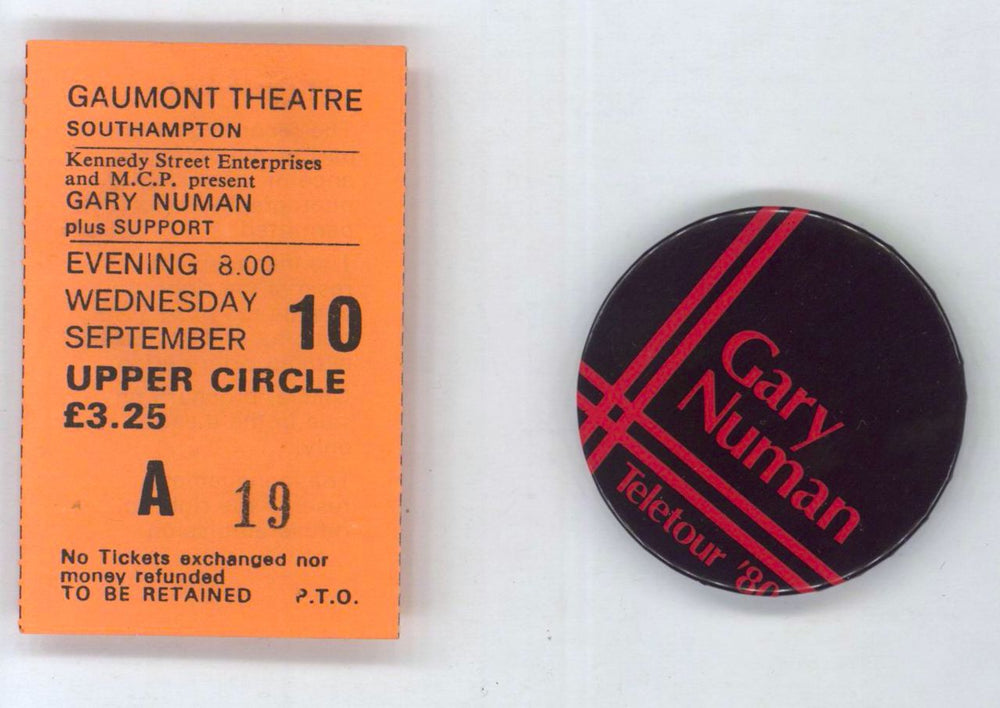 GAUMONT THEATRE
SOUTHAMPTON
Kennedy Street Enterprises
and M.C.P. present
GARY NUMAN
plus SUPPORT
EVENING 8.00
WEDNESDAY
SEPTEMBER 10
UPPER CIRCLE
£3.25
A 19
No Tickets exchanged nor
money refunded
TO BE RETAINED P.T.O.
Gary
Numan
Teletour '80